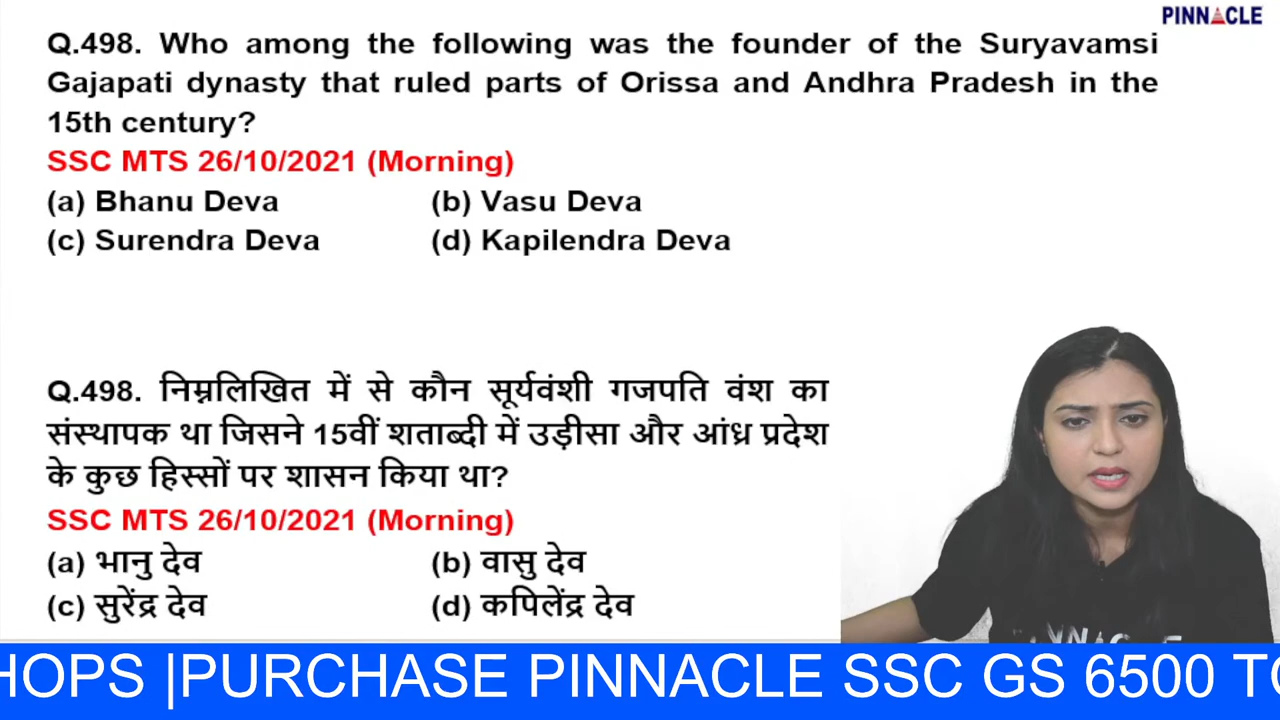 PINNACLE
Q.498. Who among the following was the founder of the Suryavamsi
Gajapati dynasty that ruled parts of Orissa and Andhra Pradesh in the
15th century?
SSC MTS 26/10/2021 (Morning)
(a) Bhanu Deva (b) Vasu Deva
(c) Surendra Deva (d) Kapilendra Deva
Q.498. निम्नलिखित में से कौन सूर्यवंशी गजपति वंश का
संस्थापक था जिसने 15वीं शताब्दी में उड़ीसा और आंध्र प्रदेश
के कुछ हिस्सों पर शासन किया था?
SSC MTS 26/10/2021 (Morning)
(a) भानु देव (b) वासु देव
(c) सुरेंद्र देव (d) कपिलेंद्र देव
PINNACLE
HOPS |PURCHASE PINNACLE SSC GS 6500 TO